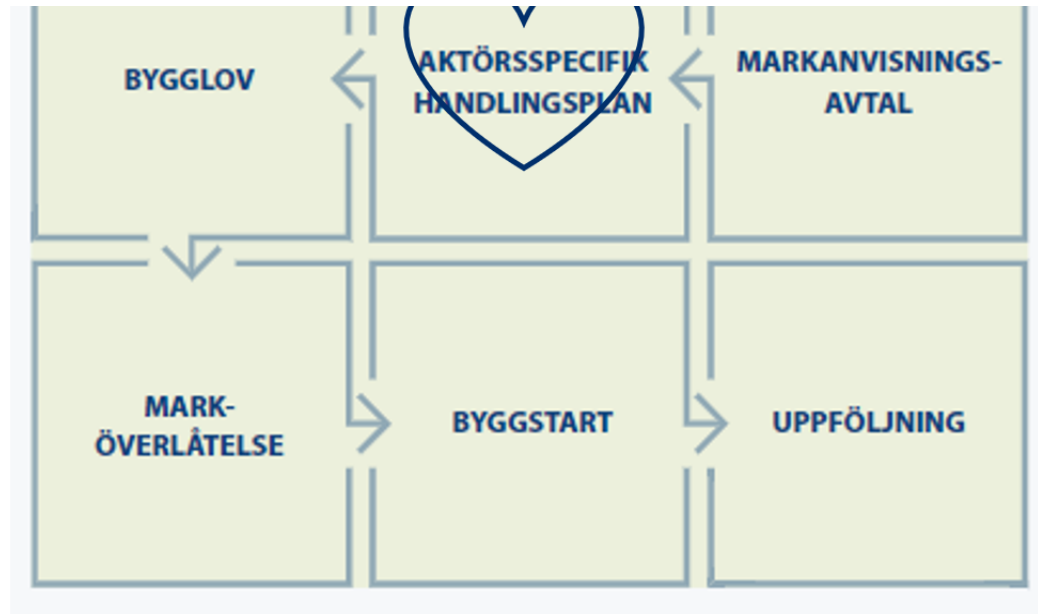 BYGGLOV
AKTÖRSSPECIFIK
HANDLINGSPLAN
MARKANVISNINGS-
AVTAL
MARK-
ÖVERLÅTELSE
BYGGSTART
UPPFÖLJNING